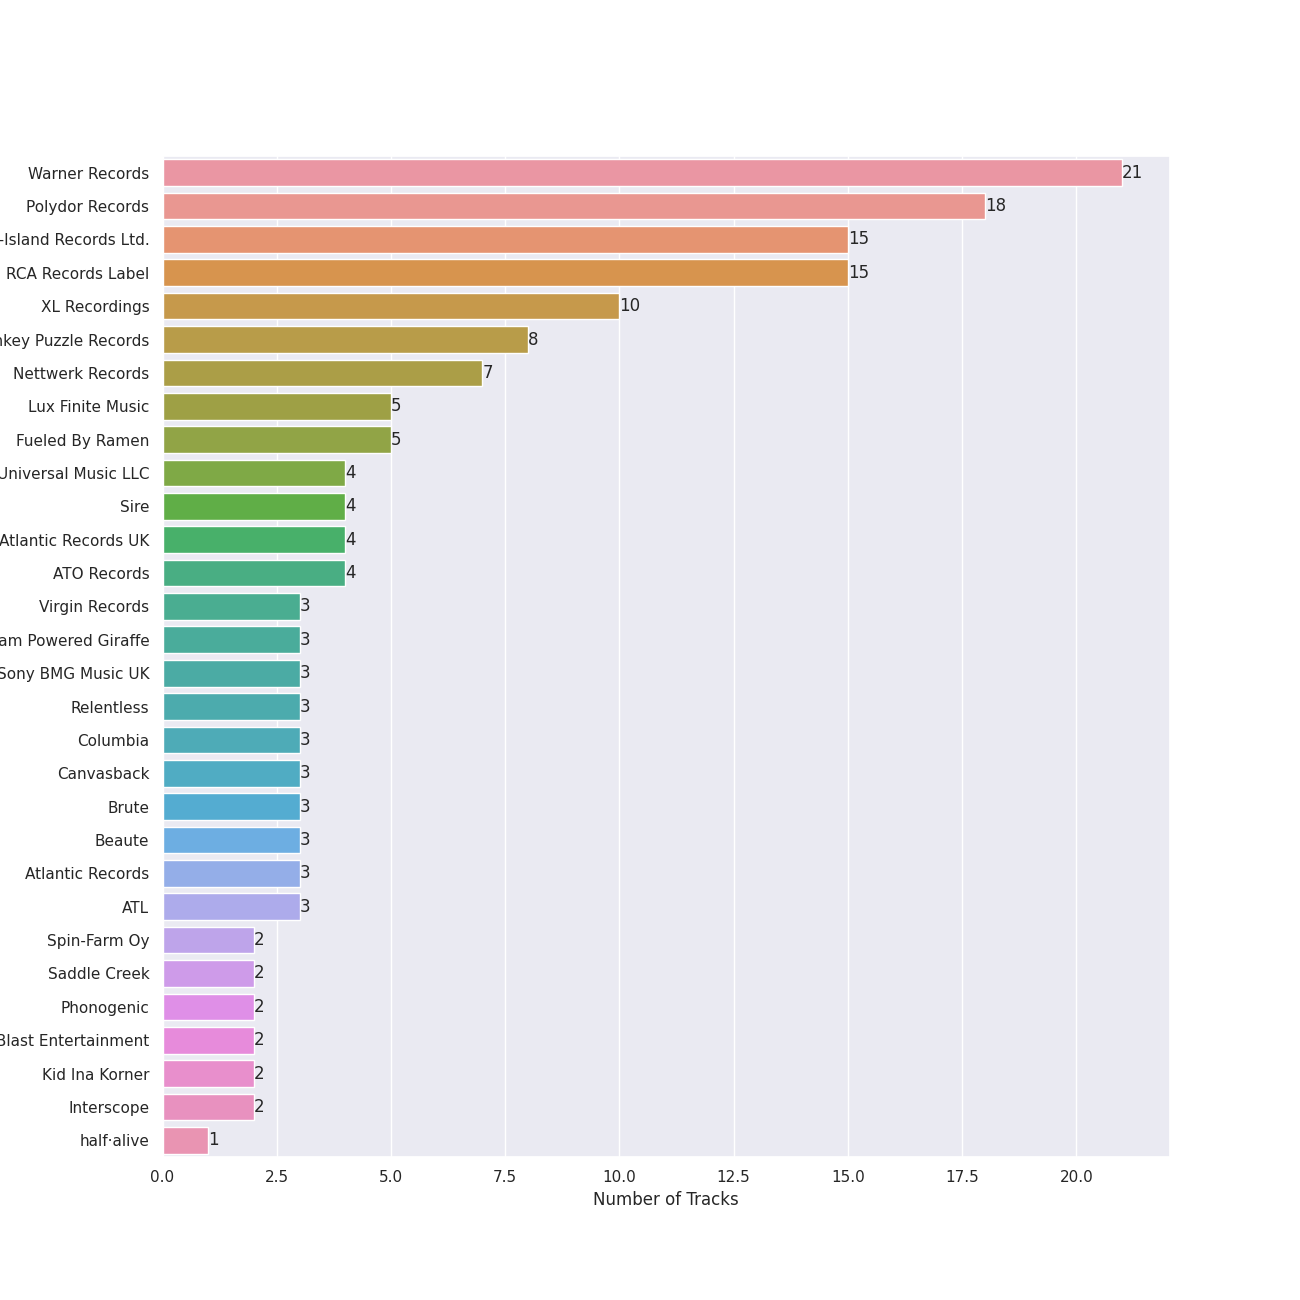 Warner Records 21
Polydor Records 18
-Island Records Ltd. 15
RCA Records Label 15
XL Recordings 10
Puzzle Records 8
Nettwerk Records 7
Lux Finite Music 5
Fueled By Ramen 5
Universal Music LLC 4
Sire 4
Atlantic Records UK 4
ATO Records 4
Virgin Records 3
Powered Giraffe 3
Sony BMG Music UK 3
Relentless 3
Columbia 3
Canvasback 3
Brute 3
Beaute 3
Atlantic Records 3
ATL 3
Spin-Farm Oy 2
Saddle Creek 2
Phonogenic 2
Blast Entertainment 2
Kid Ina Korner 2
Interscope 2
half·alive 1
0.0 2.5 5.0 7.5 10.0 12.5 15.0 17.5 20.0
Number of Tracks